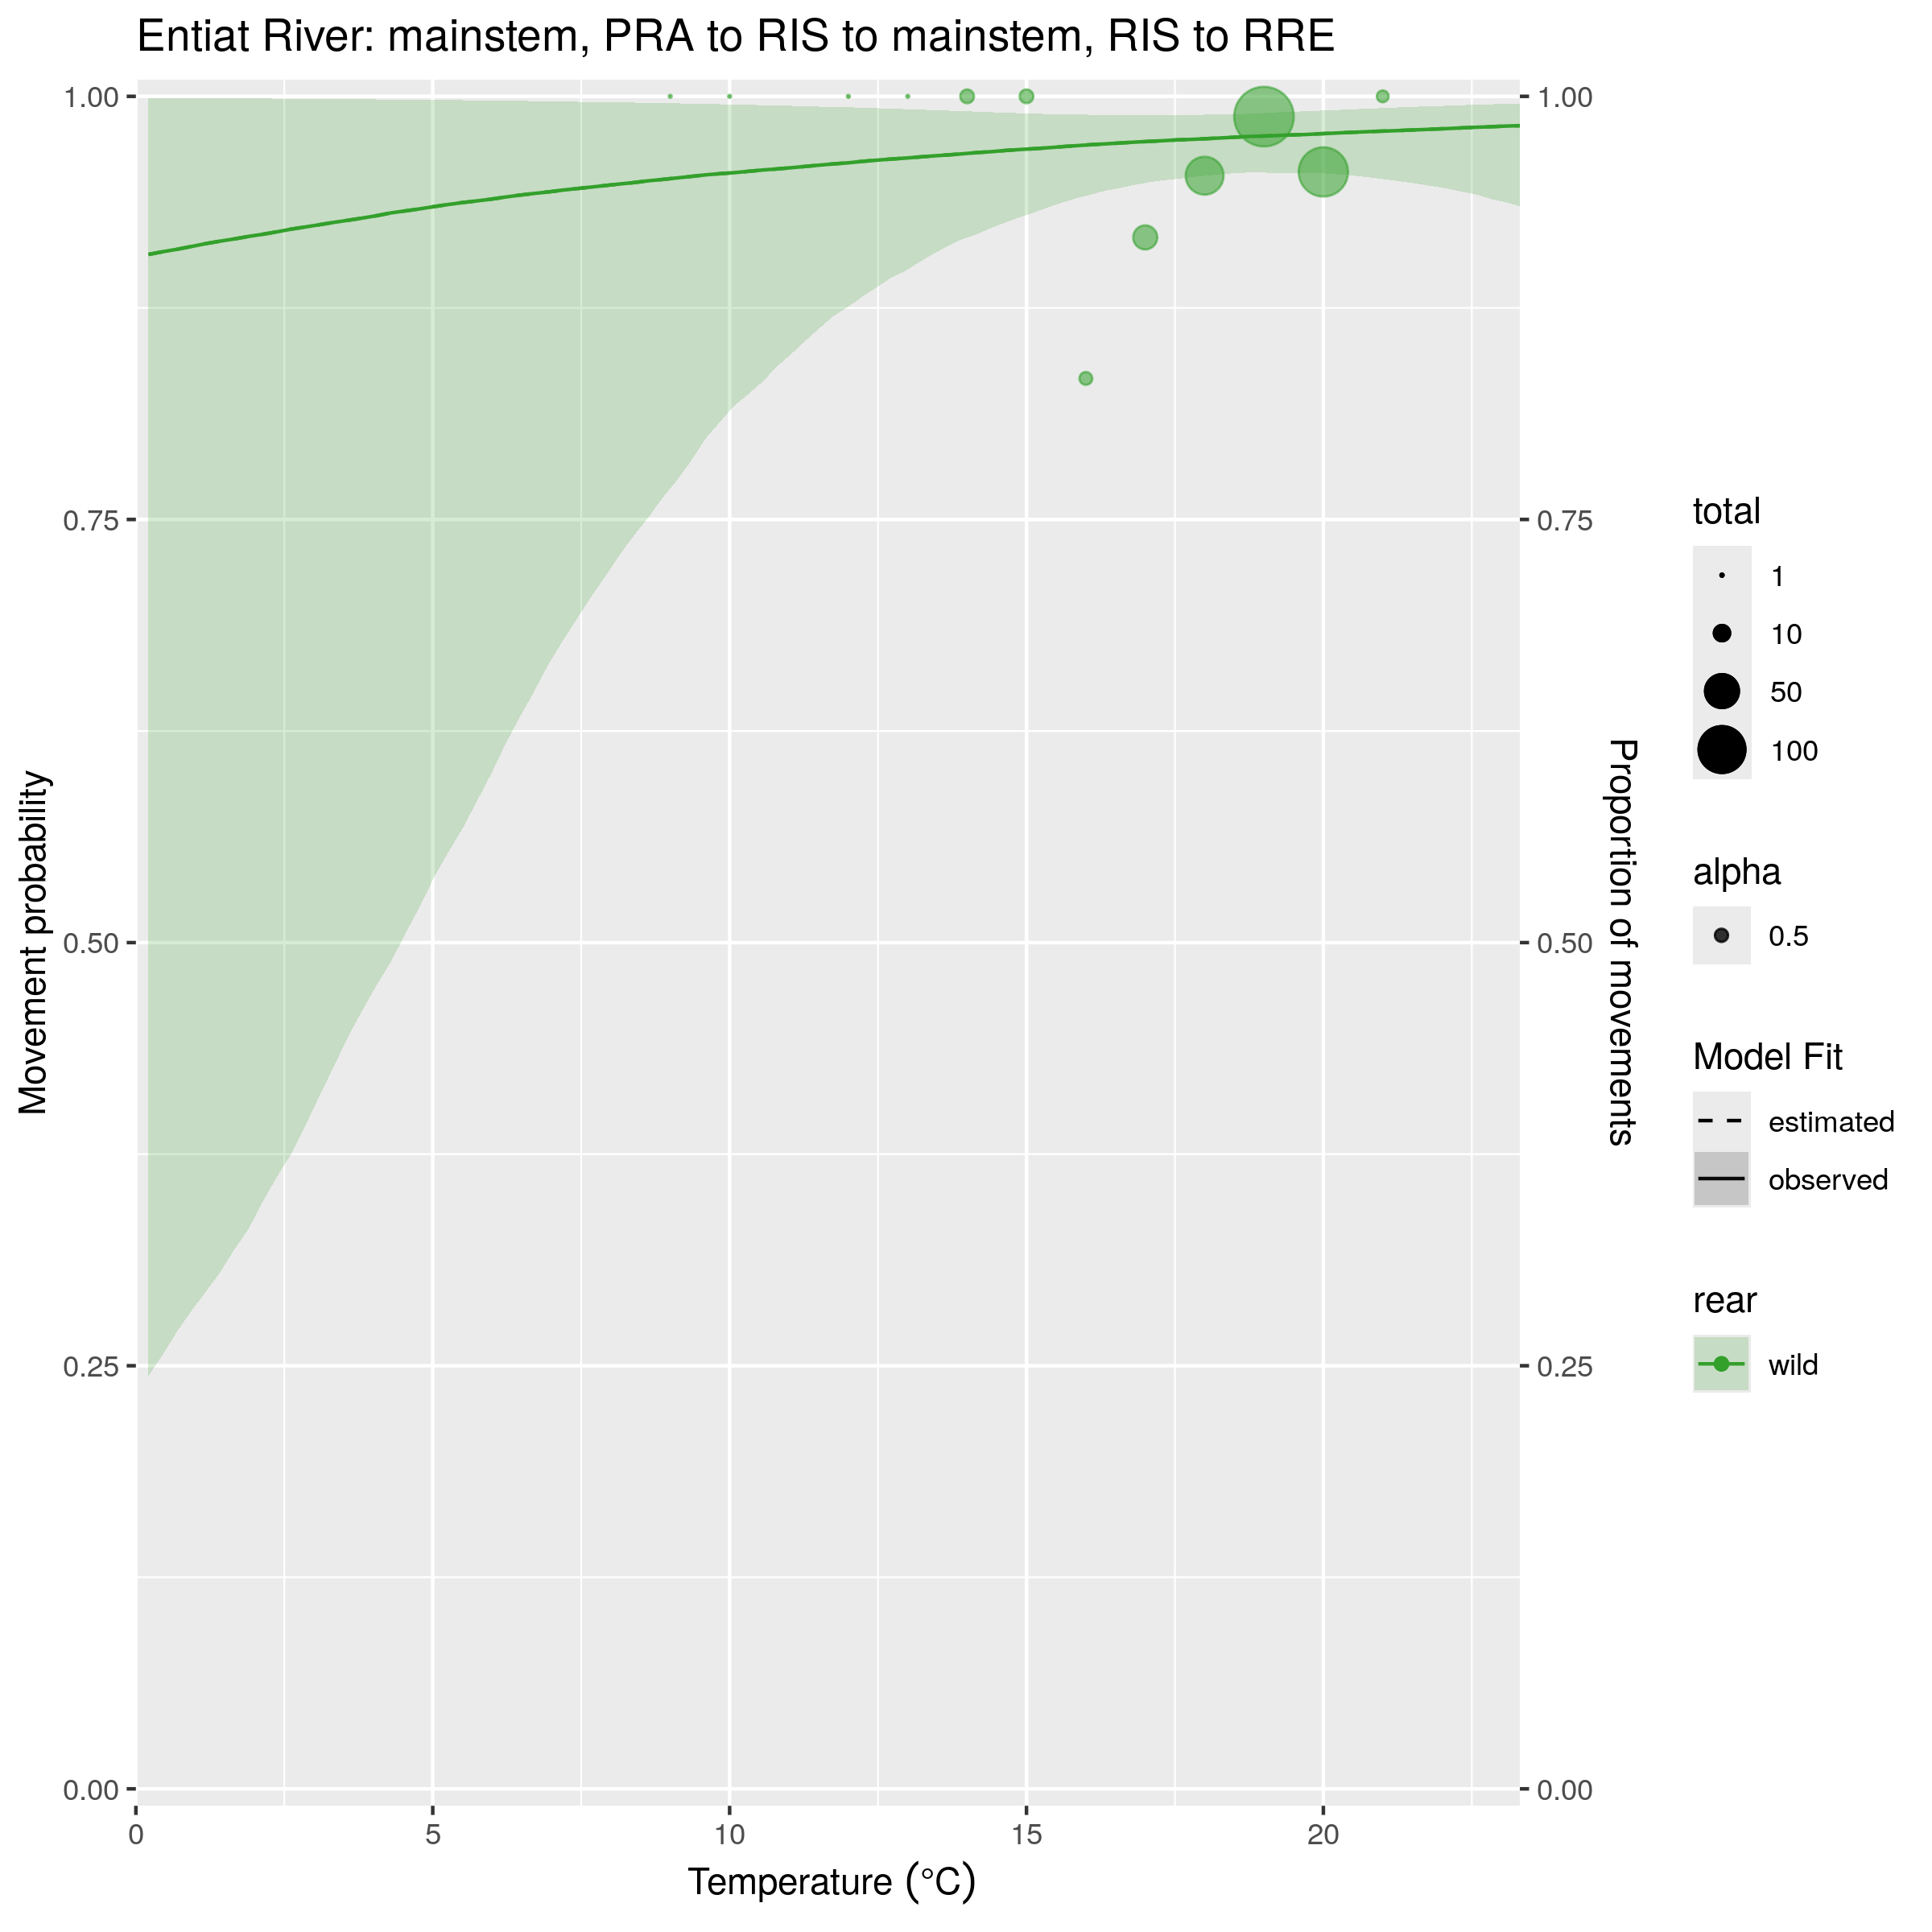 Entiat River: mainstem, PRA to RIS to mainstem, RIS to RRE
1.00
0.75
0.50
0.25
0.00
Movement probability
0
5
10
15
20
Temperature (°C)
1.00
0.75
0.50
0.25
0.00
Proportion of movements
total
1
10
50
100
alpha
0.5
Model Fit
estimated
observed
rear
wild